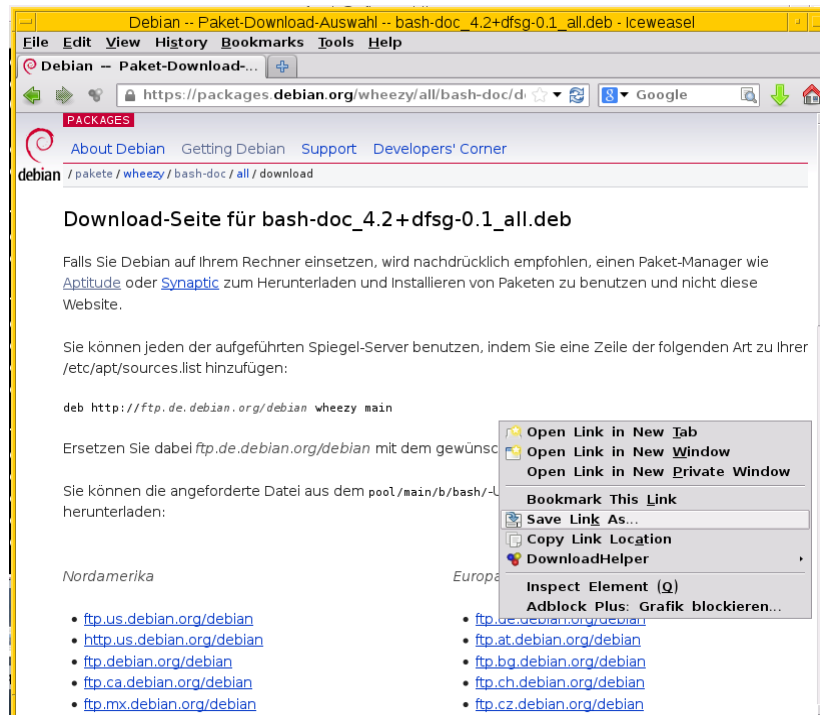 Debian -- Paket-Download-Auswahl -- bash-doc_4.2+dfsg-0.1_all.deb - Iceweasel
File Edit View History Bookmarks Tools Help
Debian -- Paket-Download-...
https://packages.debian.org/wheezy/all/bash-doc/d
Google
PACKAGES
About Debian Getting Debian Support Developers' Corner
debian / pakete / wheezy / bash-doc / all / download
Download-Seite für bash-doc_4.2+dfsg-0.1_all.deb
Falls Sie Debian auf Ihrem Rechner einsetzen, wird nachdrücklich empfohlen, einen Paket-Manager wie
Aptitude oder Synaptic zum Herunterladen und Installieren von Paketen zu benutzen und nicht diese
Website.
Sie können jeden der aufgeführten Spiegel-Server benutzen, indem Sie eine Zeile der folgenden Art zu Ihrer
/etc/apt/sources.list hinzufügen:
deb http://ftp.de.debian.org/debian wheezy main
Ersetzen Sie dabei ftp.de.debian.org/debian mit dem gewünsc
Sie können die angeforderte Datei aus dem pool/main/b/bash/-U
herunterladen:
Open Link in New Tab
Open Link in New Window
Open Link in New Private Window
Bookmark This Link
Save Link As...
Copy Link Location
DownloadHelper
Inspect Element (Q)
Adblock Plus: Grafik blockieren...
Nordamerika
ftp.us.debian.org/debian
http.us.debian.org/debian
ftp.debian.org/debian
ftp.ca.debian.org/debian
ftp.mx.debian.org/debian
Europa
ftp.de.debian.org/debian
ftp.at.debian.org/debian
ftp.bg.debian.org/debian
ftp.ch.debian.org/debian
ftp.cz.debian.org/debian